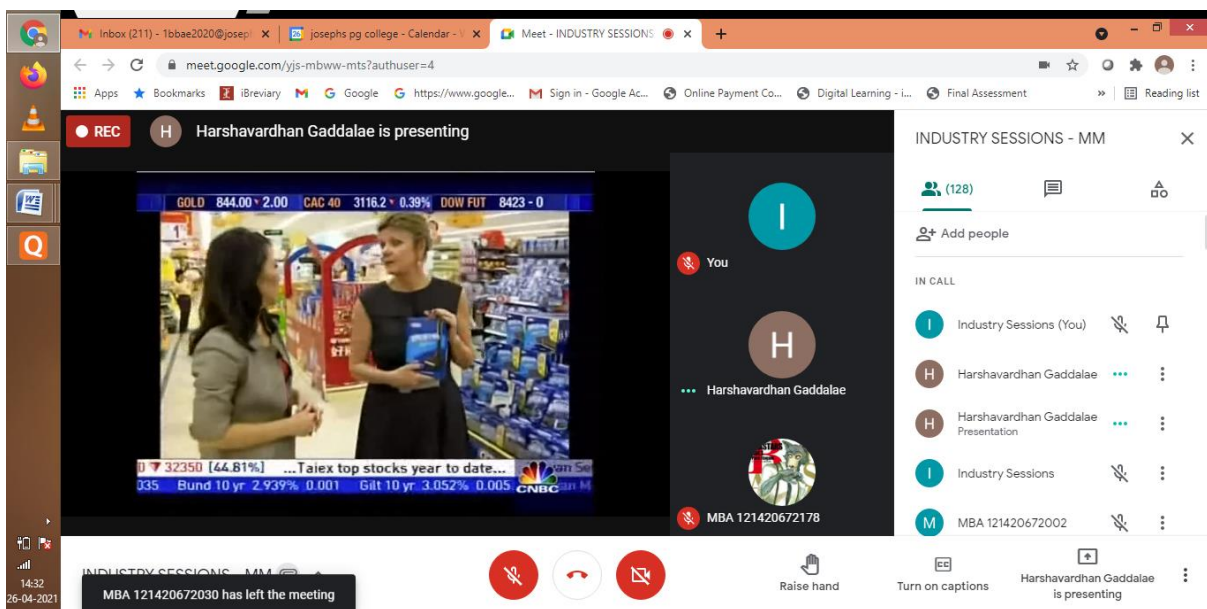 Inbox (211) - 1bbae2020@joseph
josephs pg college - Calendar -
Meet - INDUSTRY SESSIONS
meet.google.com/yjs-mbww-mts?authuser=4
Apps
Bookmarks
iBreviary
Google
https://www.google...
Sign in - Google Ac...
Online Payment Co...
Digital Learning - i...
Final Assessment
»
Reading list
REC
H
Harshavardhan Gaddalae is presenting
GOLD 844.00 2.00 CAC 40 3116.2 0.39% DOW FUT 8423 - 0
32350 [44.81%] ...Taiex top stocks year to date...
035 Bund 10 yr 2.939% 0.001 Gilt 10 yr 3.052% 0.005
CNBC
I
You
H
Harshavardhan Gaddalae
MBA 121420672178
INDUSTRY SESSIONS - MM
(128)
Add people
IN CALL
I Industry Sessions (You)
H Harshavardhan Gaddalae
H Harshavardhan Gaddalae
Presentation
I Industry Sessions
M MBA 121420672002
INDUSTRY SESSIONS - MM
MBA 121420672030 has left the meeting
Raise hand
Turn on captions
Harshavardhan Gaddalae
is presenting
14:32
26-04-2021